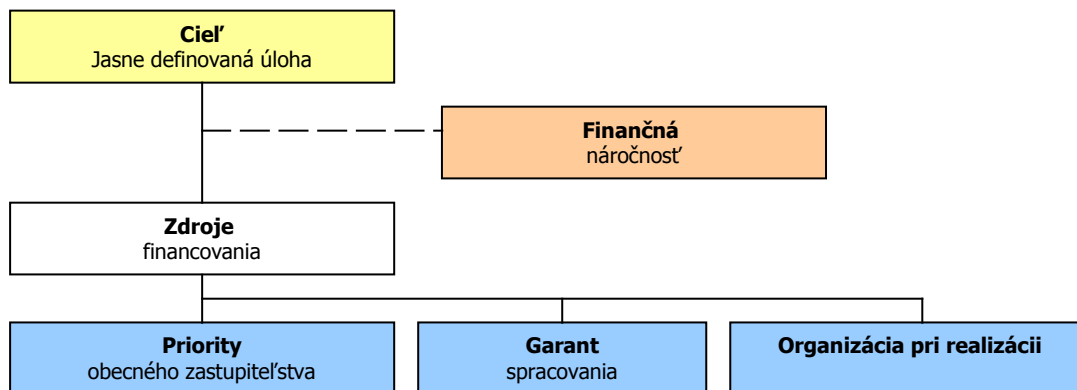 Cieľ
Jasne definovaná úloha
Finančná
náročnosť
Zdroje
financovania
Priority
obecného zastupiteľstva
Garant
spracovania
Organizácia pri realizácii